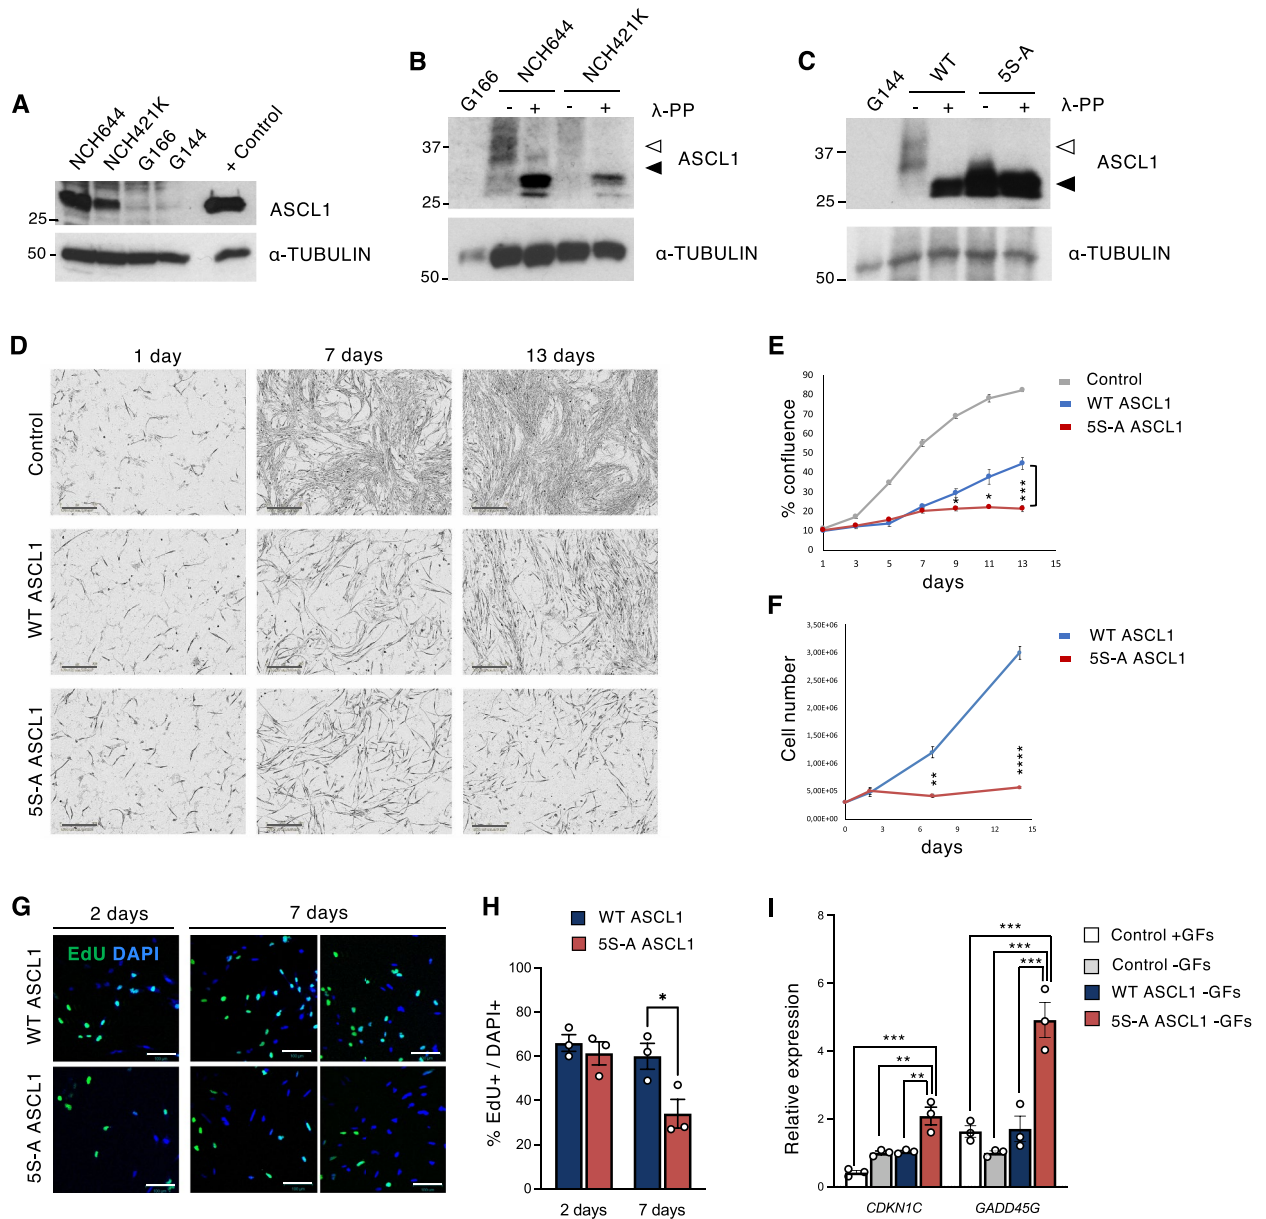 A
NCH644
NCH421K
G166
G144
+ Control
25
ASCL1
50
α-TUBULIN
B
G166
NCH644
NCH421K
- + - + λ-PP
37
ASCL1
25
α-TUBULIN
50
C
G144
WT
5S-A
- + - + λ-PP
37
ASCL1
25
α-TUBULIN
50
D
1 day 7 days 13 days
Control
WT ASCL1
5S-A ASCL1
E
% confluence
90
80
70
60
50
40
30
20
10
0
1 3 5 7 9 11 13 15
days
* * ***
Control
WT ASCL1
5S-A ASCL1
F
Cell number
3,50E+06
3,00E+06
2,50E+06
2,00E+06
1,50E+06
1,00E+06
5,00E+05
0,00E+00
0 3 6 9 12 15
days
** ****
WT ASCL1
5S-A ASCL1
G
2 days 7 days
WT ASCL1
5S-A ASCL1
EdU DAPI
H
WT ASCL1
5S-A ASCL1
% EdU+ / DAPI+
100
80
60
40
20
0
*
2 days 7 days
I
Relative expression
8
6
4
2
0
***
**
**
***
***
***
CDKN1C GADD45G
Control +GFs
Control -GFs
WT ASCL1 -GFs
5S-A ASCL1 -GFs